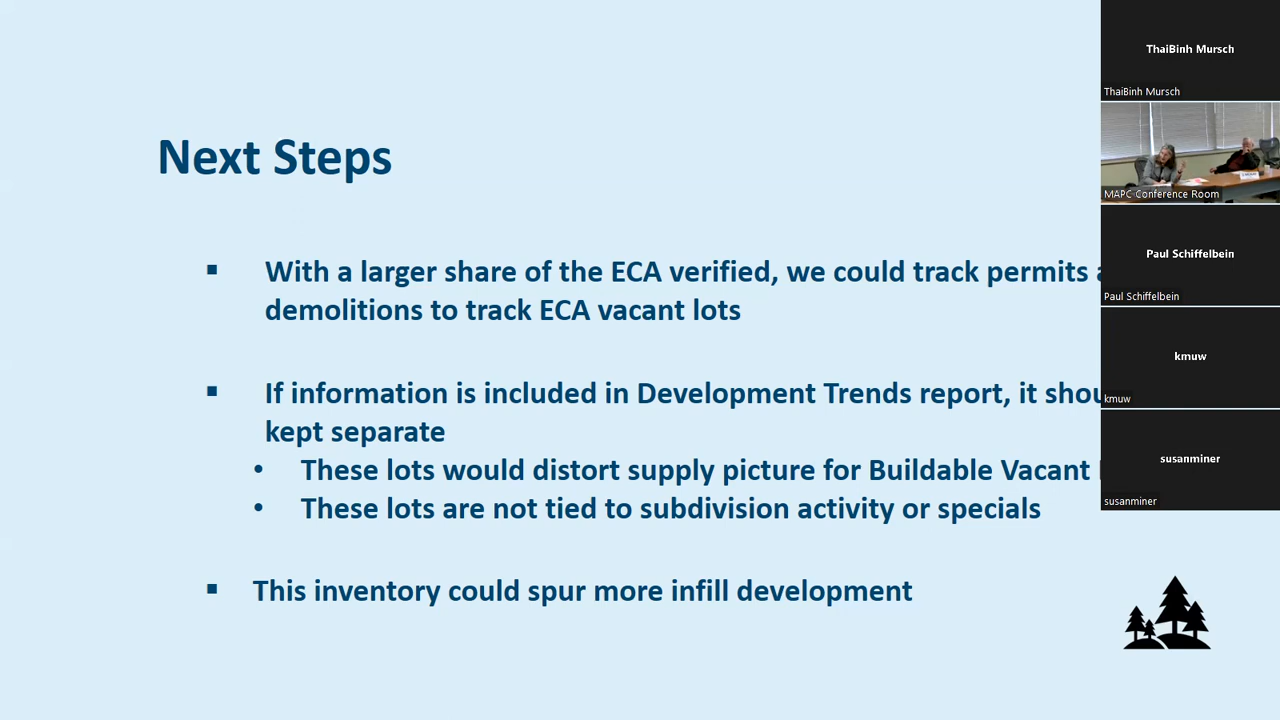 Next Steps
With a larger share of the ECA verified, we could track permits
demolitions to track ECA vacant lots
If information is included in Development Trends report, it
kept separate
These lots would distort supply picture for Buildable Vacant
These lots are not tied to subdivision activity or specials
This inventory could spur more infill development
ThaiBinh Mursch
ThaiBinh Mursch
MAPC Conference Room
Paul Schiffelbein
Paul Schiffelbein
kmuw
kmuw
susanminer
susanminer